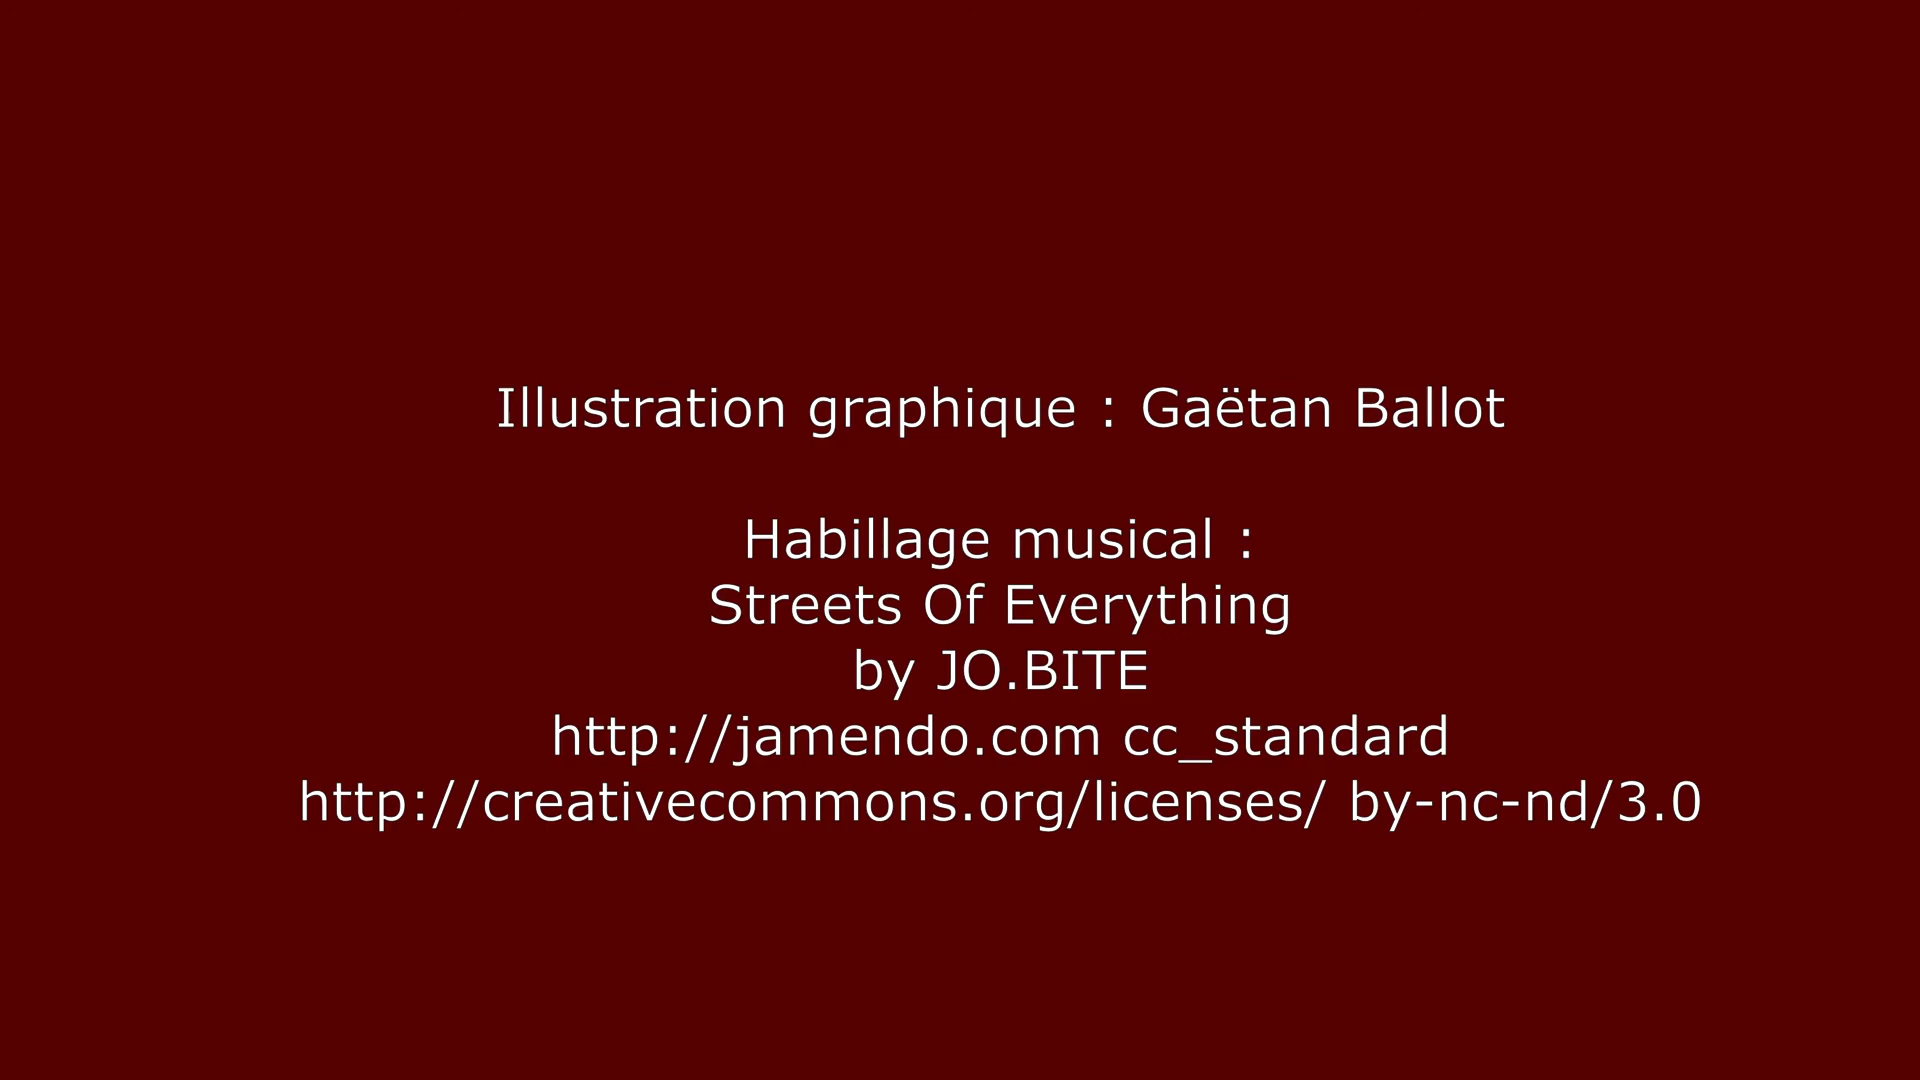 Illustration graphique : Gaëtan Ballot
Habillage musical :
Streets Of Everything
by JO.BITE
http://jamendo.com cc_standard
http://creativecommons.org/licenses/ by-nc-nd/3.0